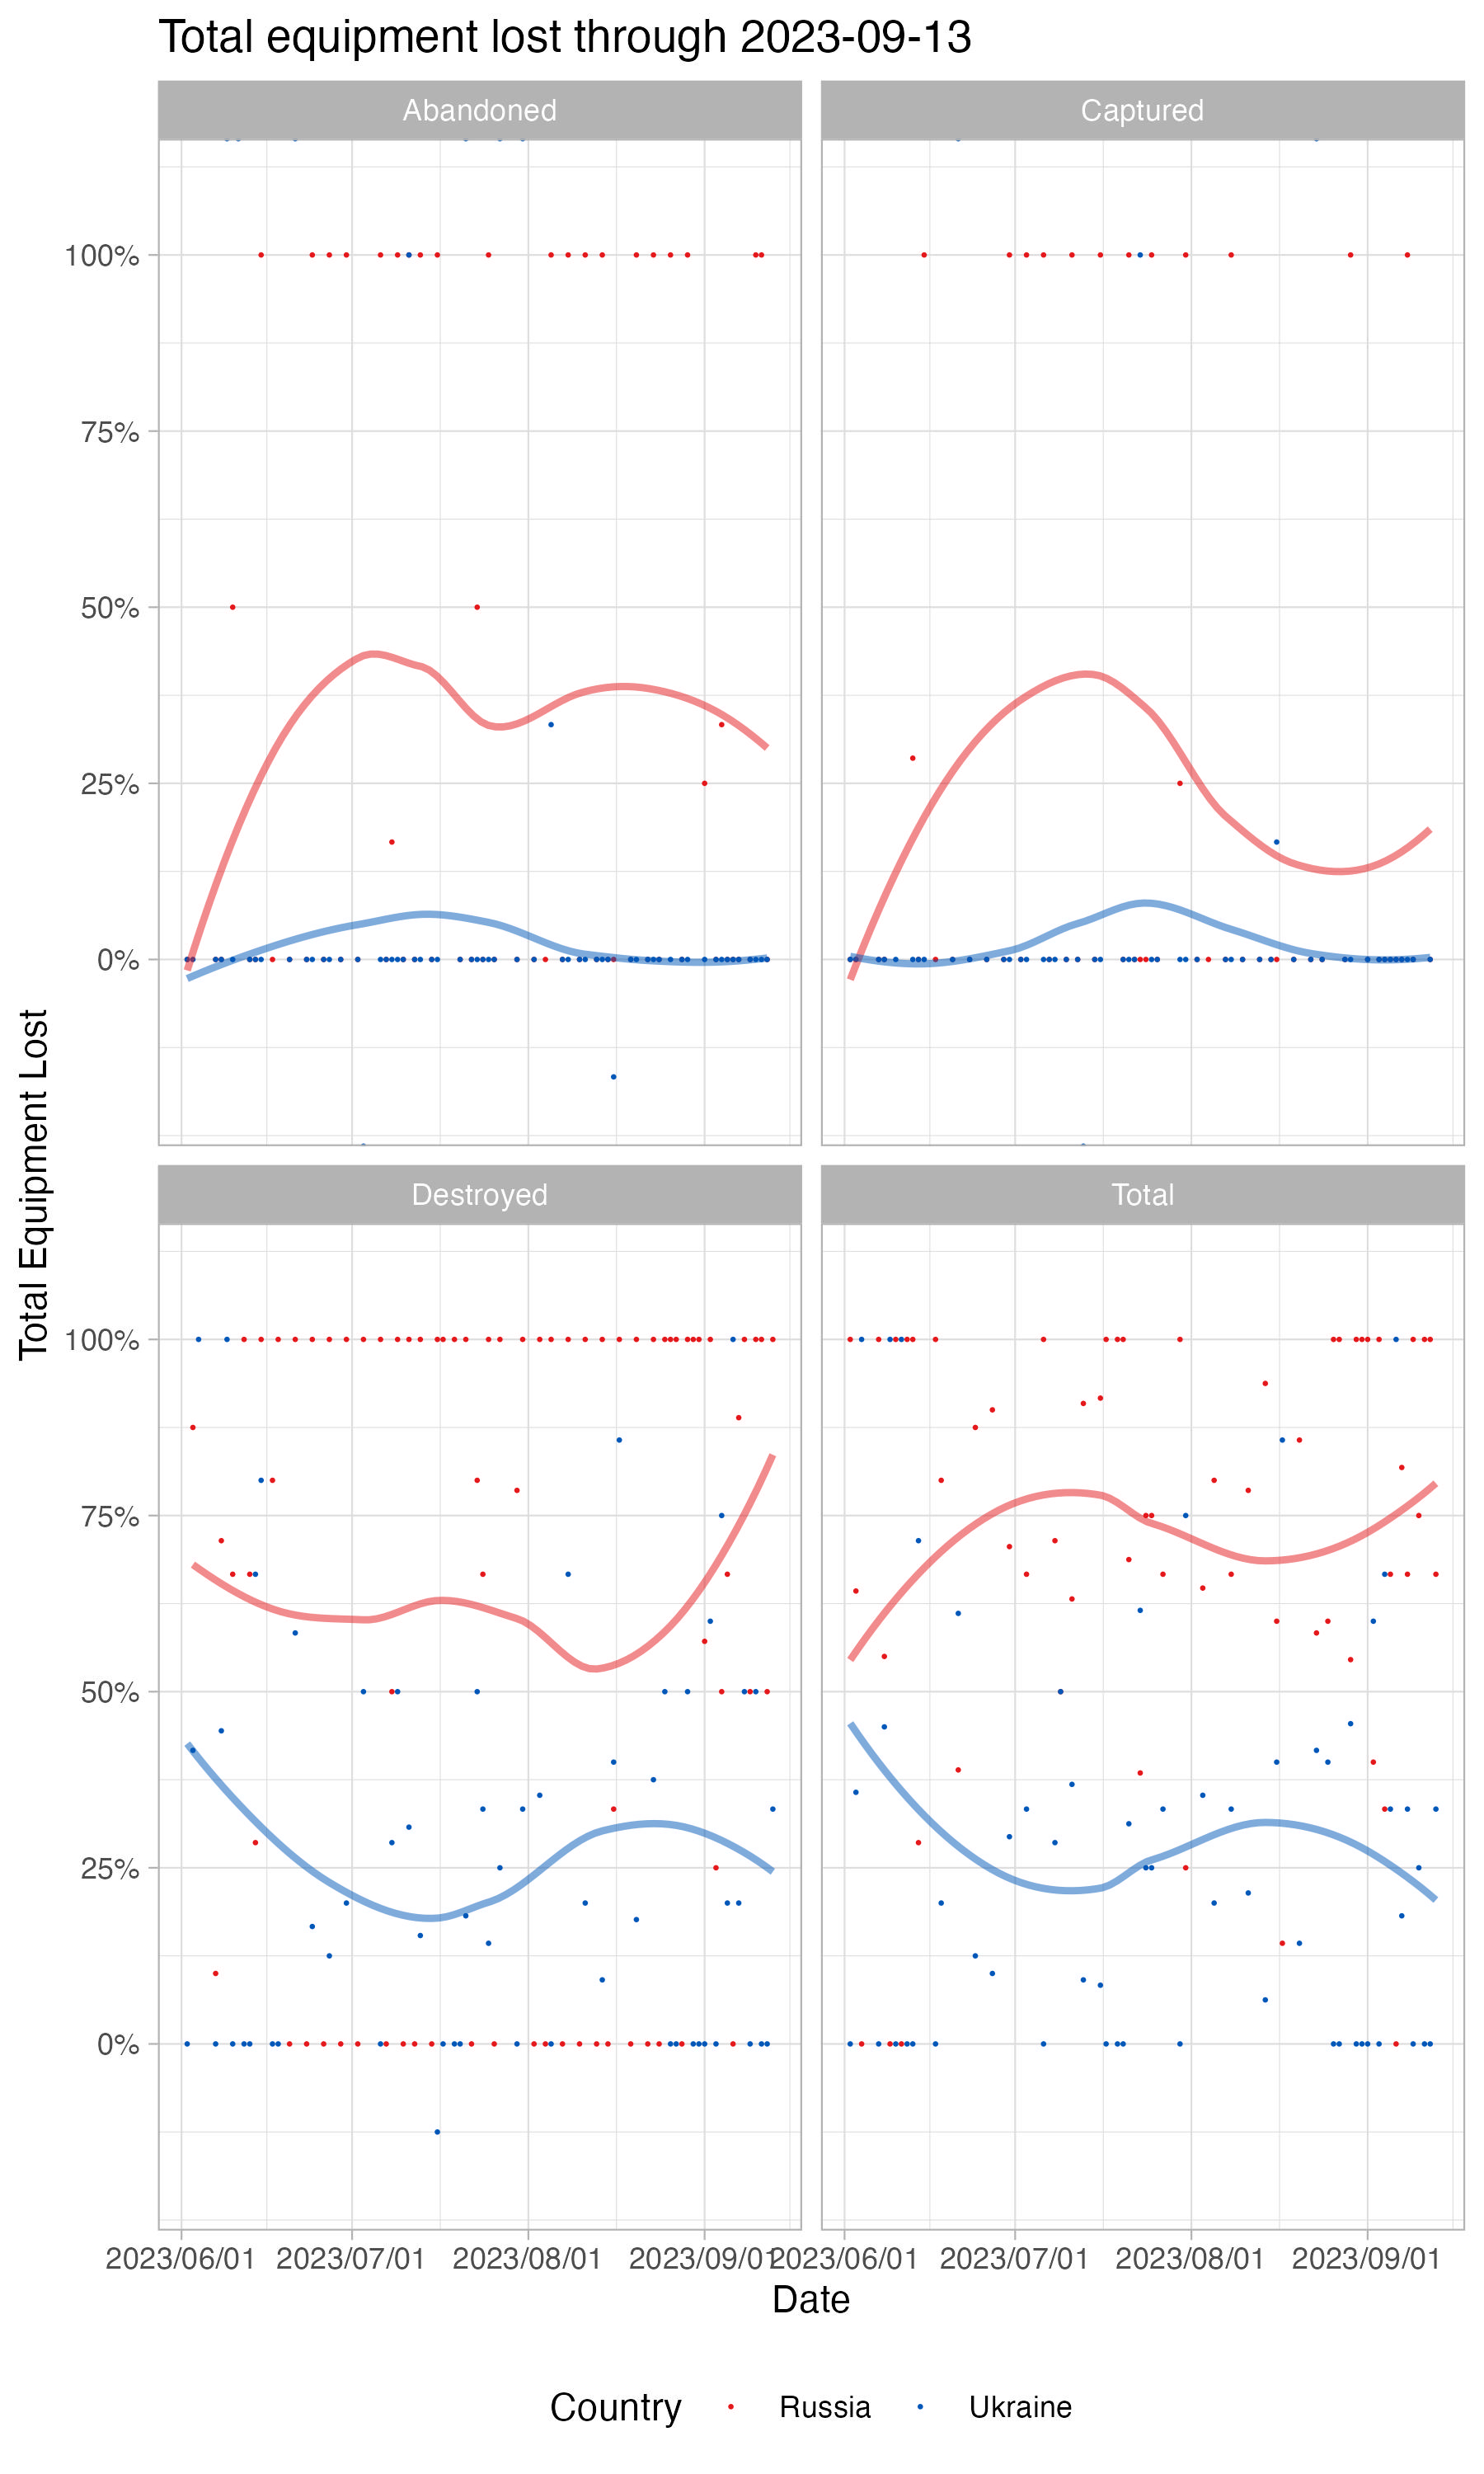 Total equipment lost through 2023-09-13
Abandoned
Captured
100%
75%
50%
25%
0%
Total Equipment Lost
Destroyed
Total
100%
75%
50%
25%
0%
2023/06/01
2023/07/01
2023/08/01
2023/09/01
2023/06/01
2023/07/01
2023/08/01
2023/09/01
Date
Country
Russia
Ukraine